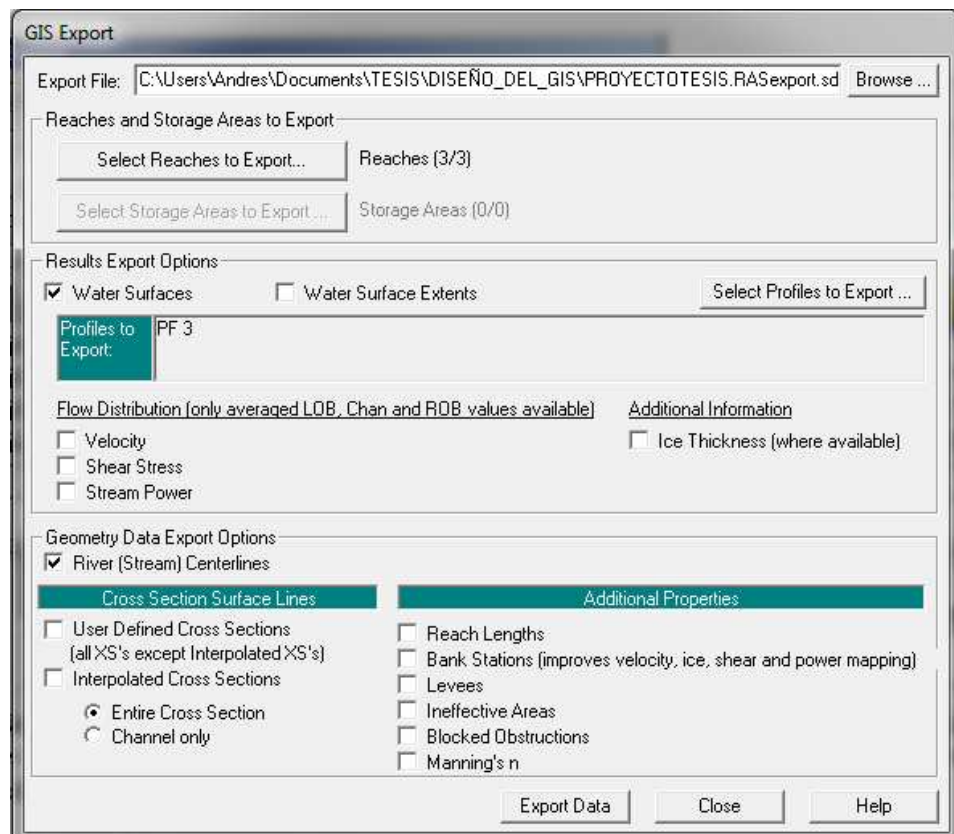 GIS Export
Export File: C:\Users\Andres\Documents\TESIS\DISEÑO_DEL_GIS\PROYECTOTESIS.RASexport.sd Browse ...
Reaches and Storage Areas to Export
Select Reaches to Export... Reaches (3/3)
Select Storage Areas to Export ... Storage Areas (0/0)
Results Export Options
Water Surfaces Water Surface Extents Select Profiles to Export ...
Profiles to Export: PF 3
Flow Distribution (only averaged LOB, Chan and ROB values available) Additional Information
Velocity Ice Thickness (where available)
Shear Stress
Stream Power
Geometry Data Export Options
River (Stream) Centerlines
Cross Section Surface Lines
User Defined Cross Sections
(all XS's except Interpolated XS's)
Interpolated Cross Sections
Entire Cross Section
Channel only
Additional Properties
Reach Lengths
Bank Stations (improves velocity, ice, shear and power mapping)
Levees
Ineffective Areas
Blocked Obstructions
Manning's n
Export Data Close Help